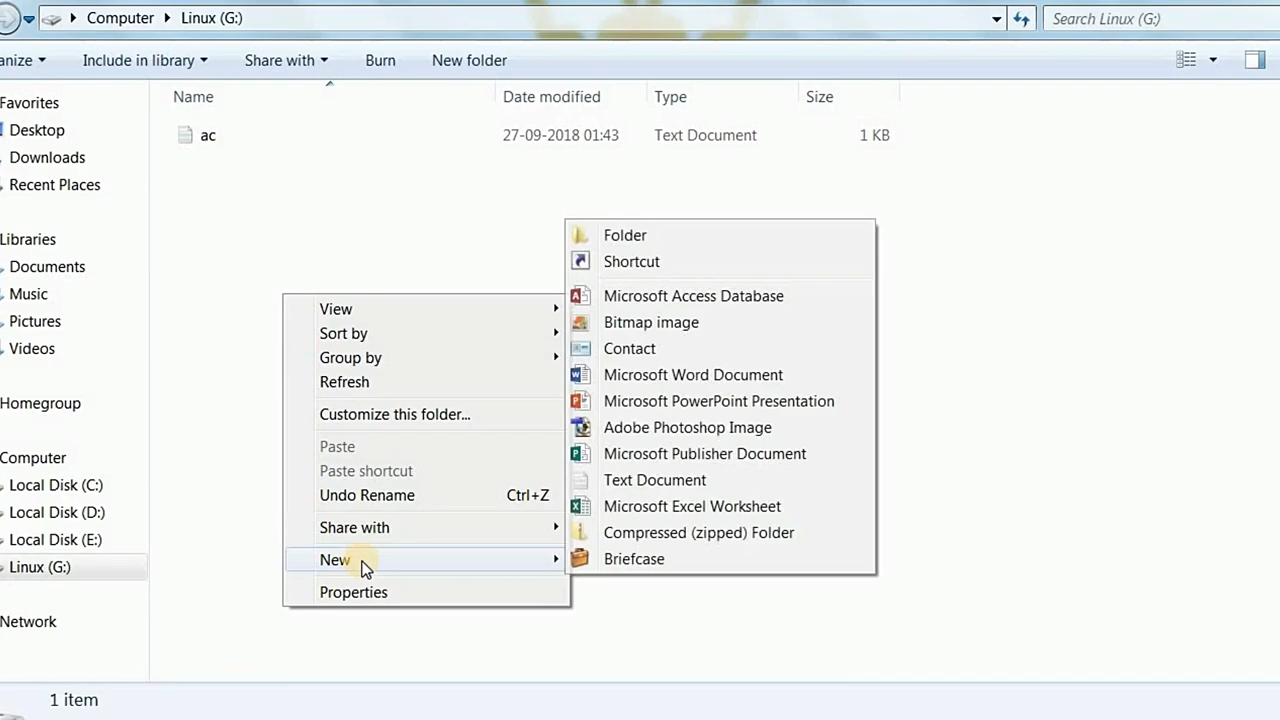 Computer Linux (G:) Search Linux (G:)
anize Include in library Share with Burn New folder
Name Date modified Type Size
ac 27-09-2018 01:43 Text Document 1 KB
Favorites
Desktop
Downloads
Recent Places
Libraries
Documents
Music
Pictures
Videos
Homegroup
Computer
Local Disk (C:)
Local Disk (D:)
Local Disk (E:)
Linux (G:)
Network
View
Sort by
Group by
Refresh
Customize this folder...
Paste
Paste shortcut
Undo Rename Ctrl+Z
Share with
New
Properties
Folder
Shortcut
Microsoft Access Database
Bitmap image
Contact
Microsoft Word Document
Microsoft PowerPoint Presentation
Adobe Photoshop Image
Microsoft Publisher Document
Text Document
Microsoft Excel Worksheet
Compressed (zipped) Folder
Briefcase
1 item